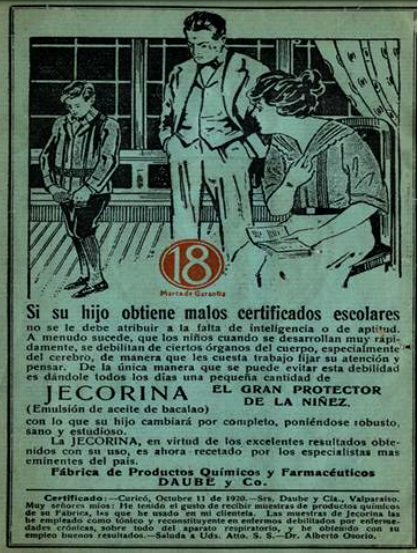 18
Marca de Garantia
Si su hijo obtiene malos certificados escolares
no se le debe atribuir a la falta de inteligencia o de aptitud.
A menudo sucede, que los niños cuando se desarrollan muy rápi-
damente, se debilitan de ciertos órganos del cuerpo, especialmente
del cerebro, de manera que les cuesta trabajo fijar su atención y
pensar. De la única manera que se puede evitar esta debilidad
es dándole todos los días una pequeña cantidad de
JECORINA EL GRAN PROTECTOR
DE LA NIÑEZ.
(Emulsión de aceite de bacalao)
con lo que su hijo cambiará por completo, poniéndose robusto,
sano y estudioso.
La JECORINA, en virtud de los excelentes resultados obte-
nidos con su uso, es ahora recetado por los especialistas mas
eminentes del país.
Fábrica de Productos Químicos y Farmacéuticos
DAUBE y Co.
Certificado:—Curicó, Octubre 11 de 1920.—Srs. Daube y Cía., Valparaíso.
Muy señores míos: He tenido el gusto de recibir muestras de productos químicos
de su Fábrica, las que he usado en mi clientela. Las muestras de Jecorina las
he empleado como tónico y reconstituyente en enfermos debilitados por enferme-
dades crónicas, sobre todo del aparato respiratorio, y he obtenido con su
empleo buenos resultados.—Saluda a Uds. Atto. S. S.—Dr. Alberto Osorio.